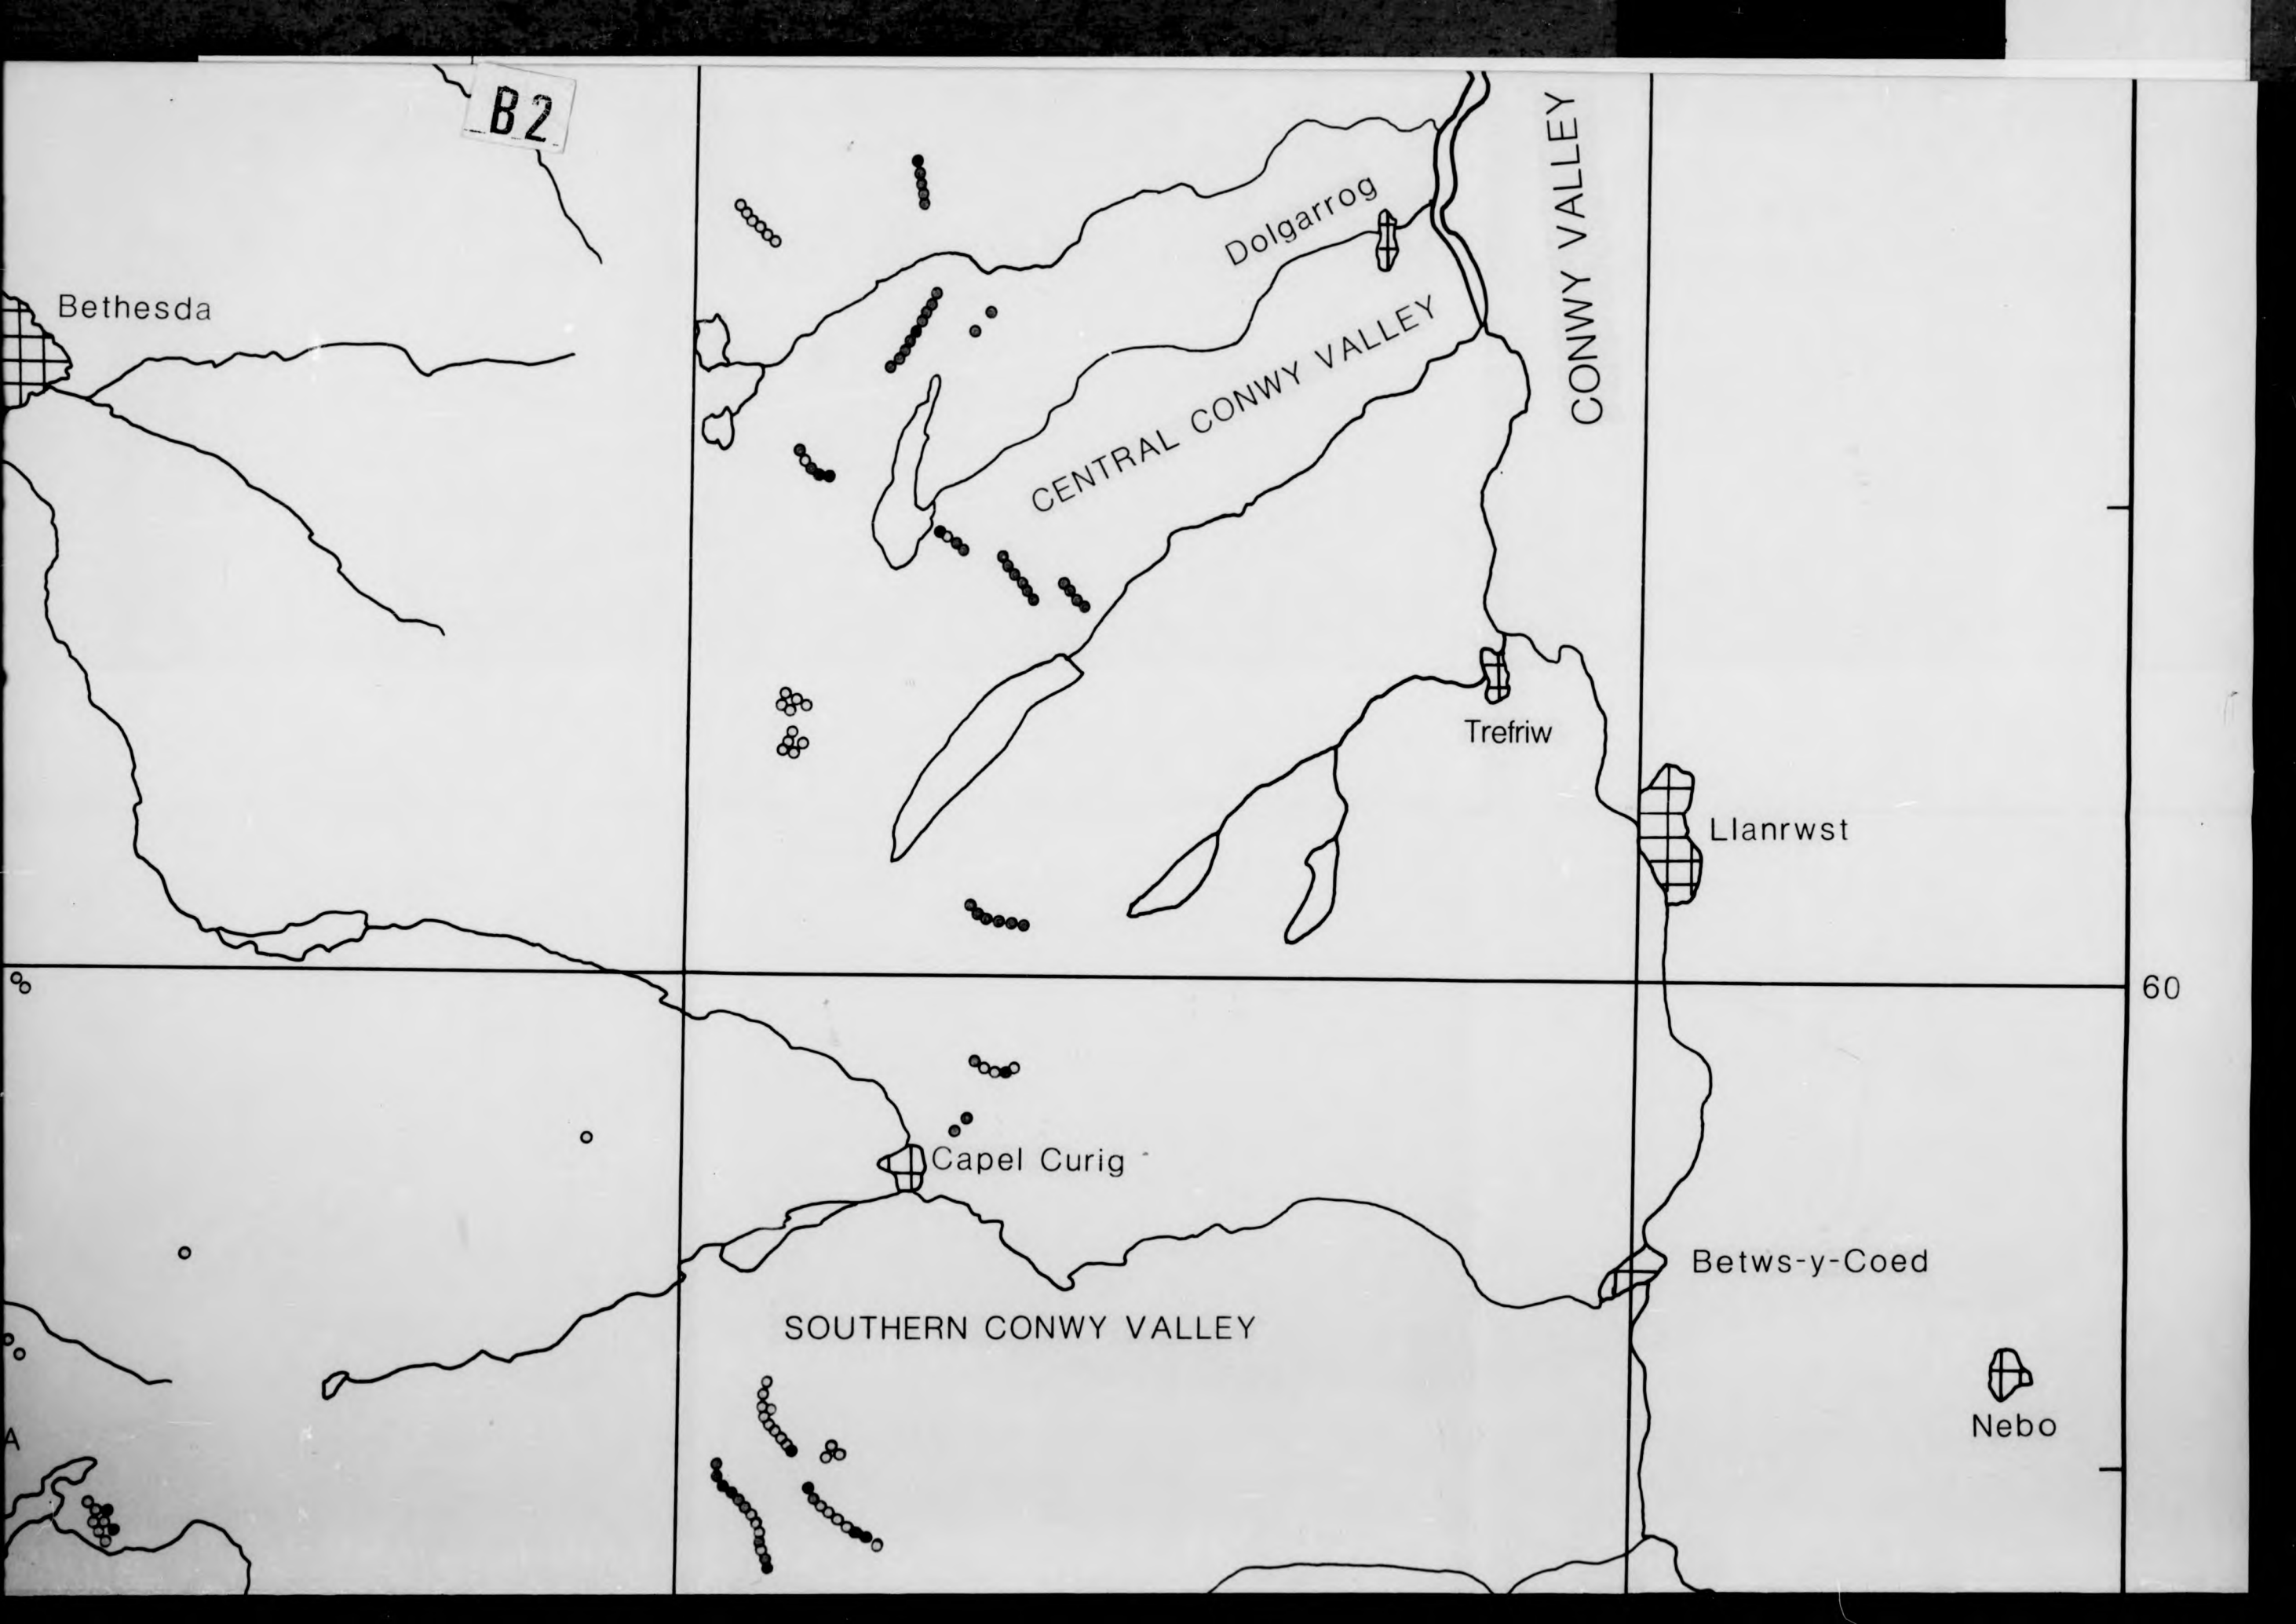 B2
CONWY VALLEY
Dolgarrog
Bethesda
CENTRAL CONWY VALLEY
Trefriw
Llanrwst
60
Capel Curig
Betws-y-Coed
SOUTHERN CONWY VALLEY
Nebo
A